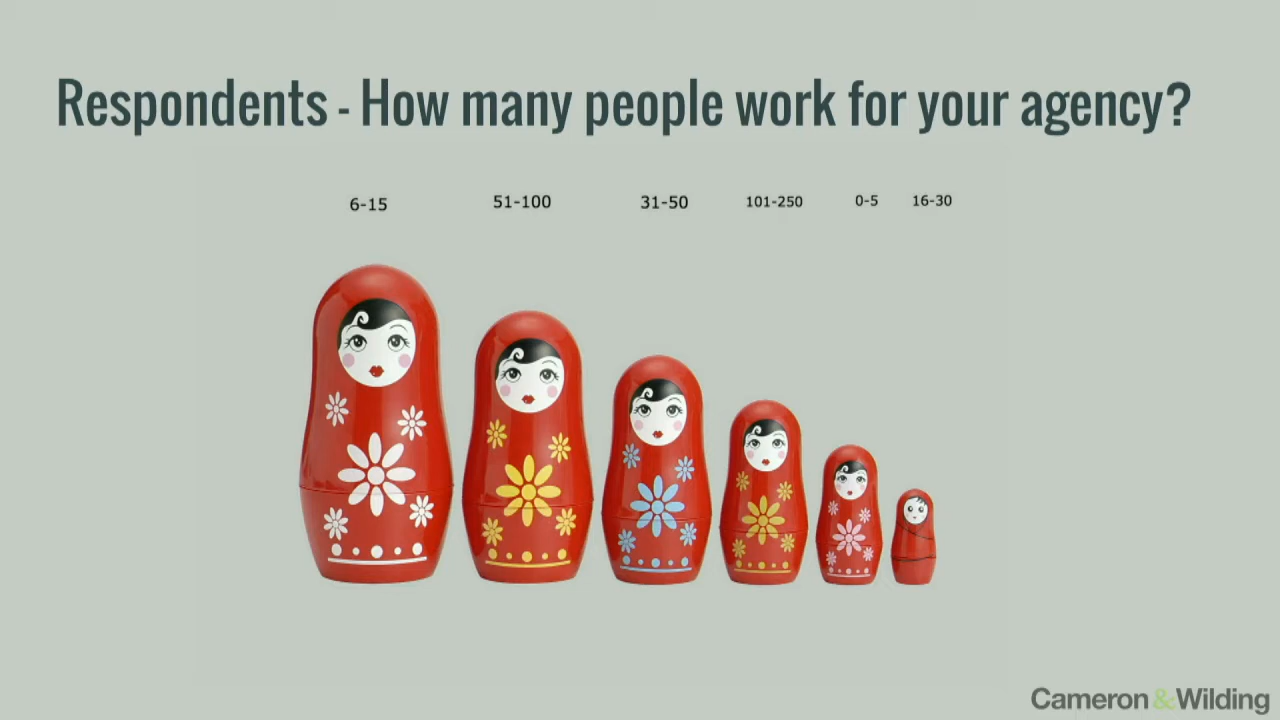 Respondents - How many people work for your agency?
6-15 51-100 31-50 101-250 0-5 16-30
Cameron&Wilding